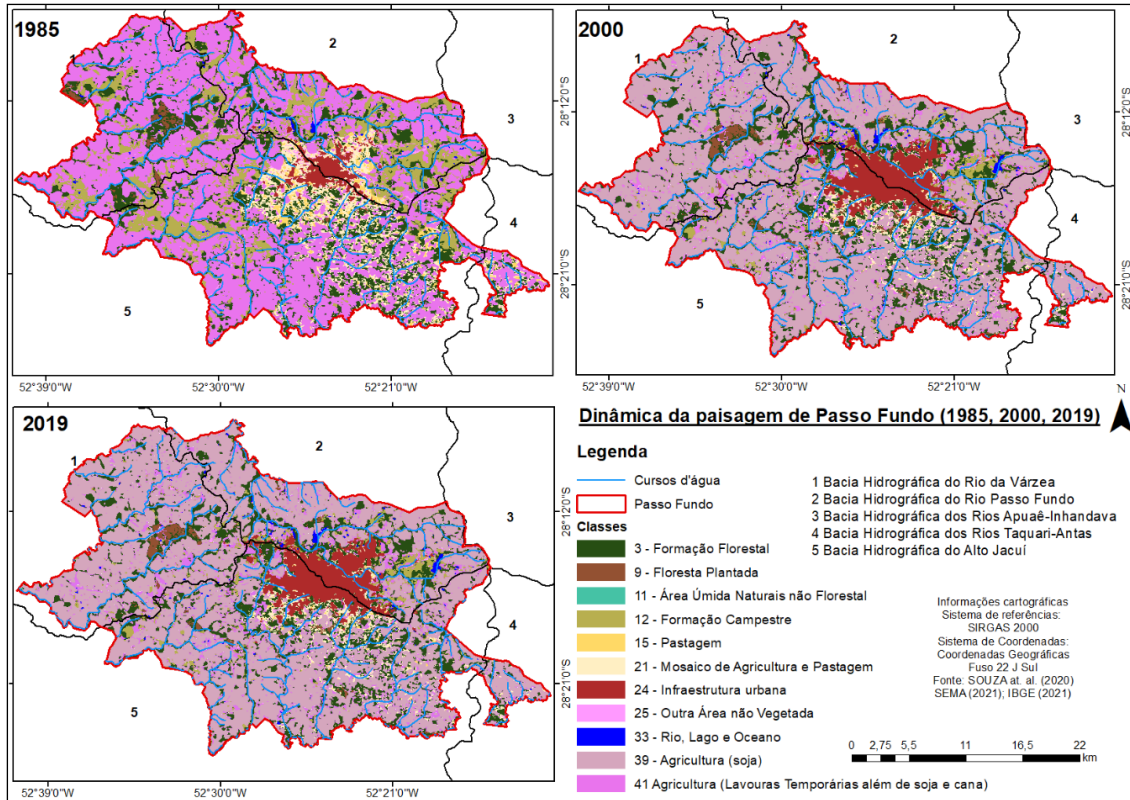 1985
1
2
3
4
5
28°12'0"S
28°21'0"S
52°39'0"W
52°30'0"W
52°21'0"W
2000
1
2
3
4
5
28°12'0"S
28°21'0"S
52°39'0"W
52°30'0"W
52°21'0"W
2019
1
2
3
4
5
28°12'0"S
28°21'0"S
52°39'0"W
52°30'0"W
52°21'0"W
N
Dinâmica da paisagem de Passo Fundo (1985, 2000, 2019)
Legenda
Cursos d'água
Passo Fundo
Classes
3 - Formação Florestal
9 - Floresta Plantada
11 - Área Úmida Naturais não Florestal
12 - Formação Campestre
15 - Pastagem
21 - Mosaico de Agricultura e Pastagem
24 - Infraestrutura urbana
25 - Outra Área não Vegetada
33 - Rio, Lago e Oceano
39 - Agricultura (soja)
41 Agricultura (Lavouras Temporárias além de soja e cana)
1 Bacia Hidrográfica do Rio da Várzea
2 Bacia Hidrográfica do Rio Passo Fundo
3 Bacia Hidrográfica dos Rios Apuaê-Inhandava
4 Bacia Hidrográfica dos Rios Taquari-Antas
5 Bacia Hidrográfica do Alto Jacuí
Informações cartográficas
Sistema de referências:
SIRGAS 2000
Sistema de Coordenadas:
Coordenadas Geográficas
Fuso 22 J Sul
Fonte: SOUZA at. al. (2020)
SEMA (2021); IBGE (2021)
0 2,75 5,5 11 16,5 22
km